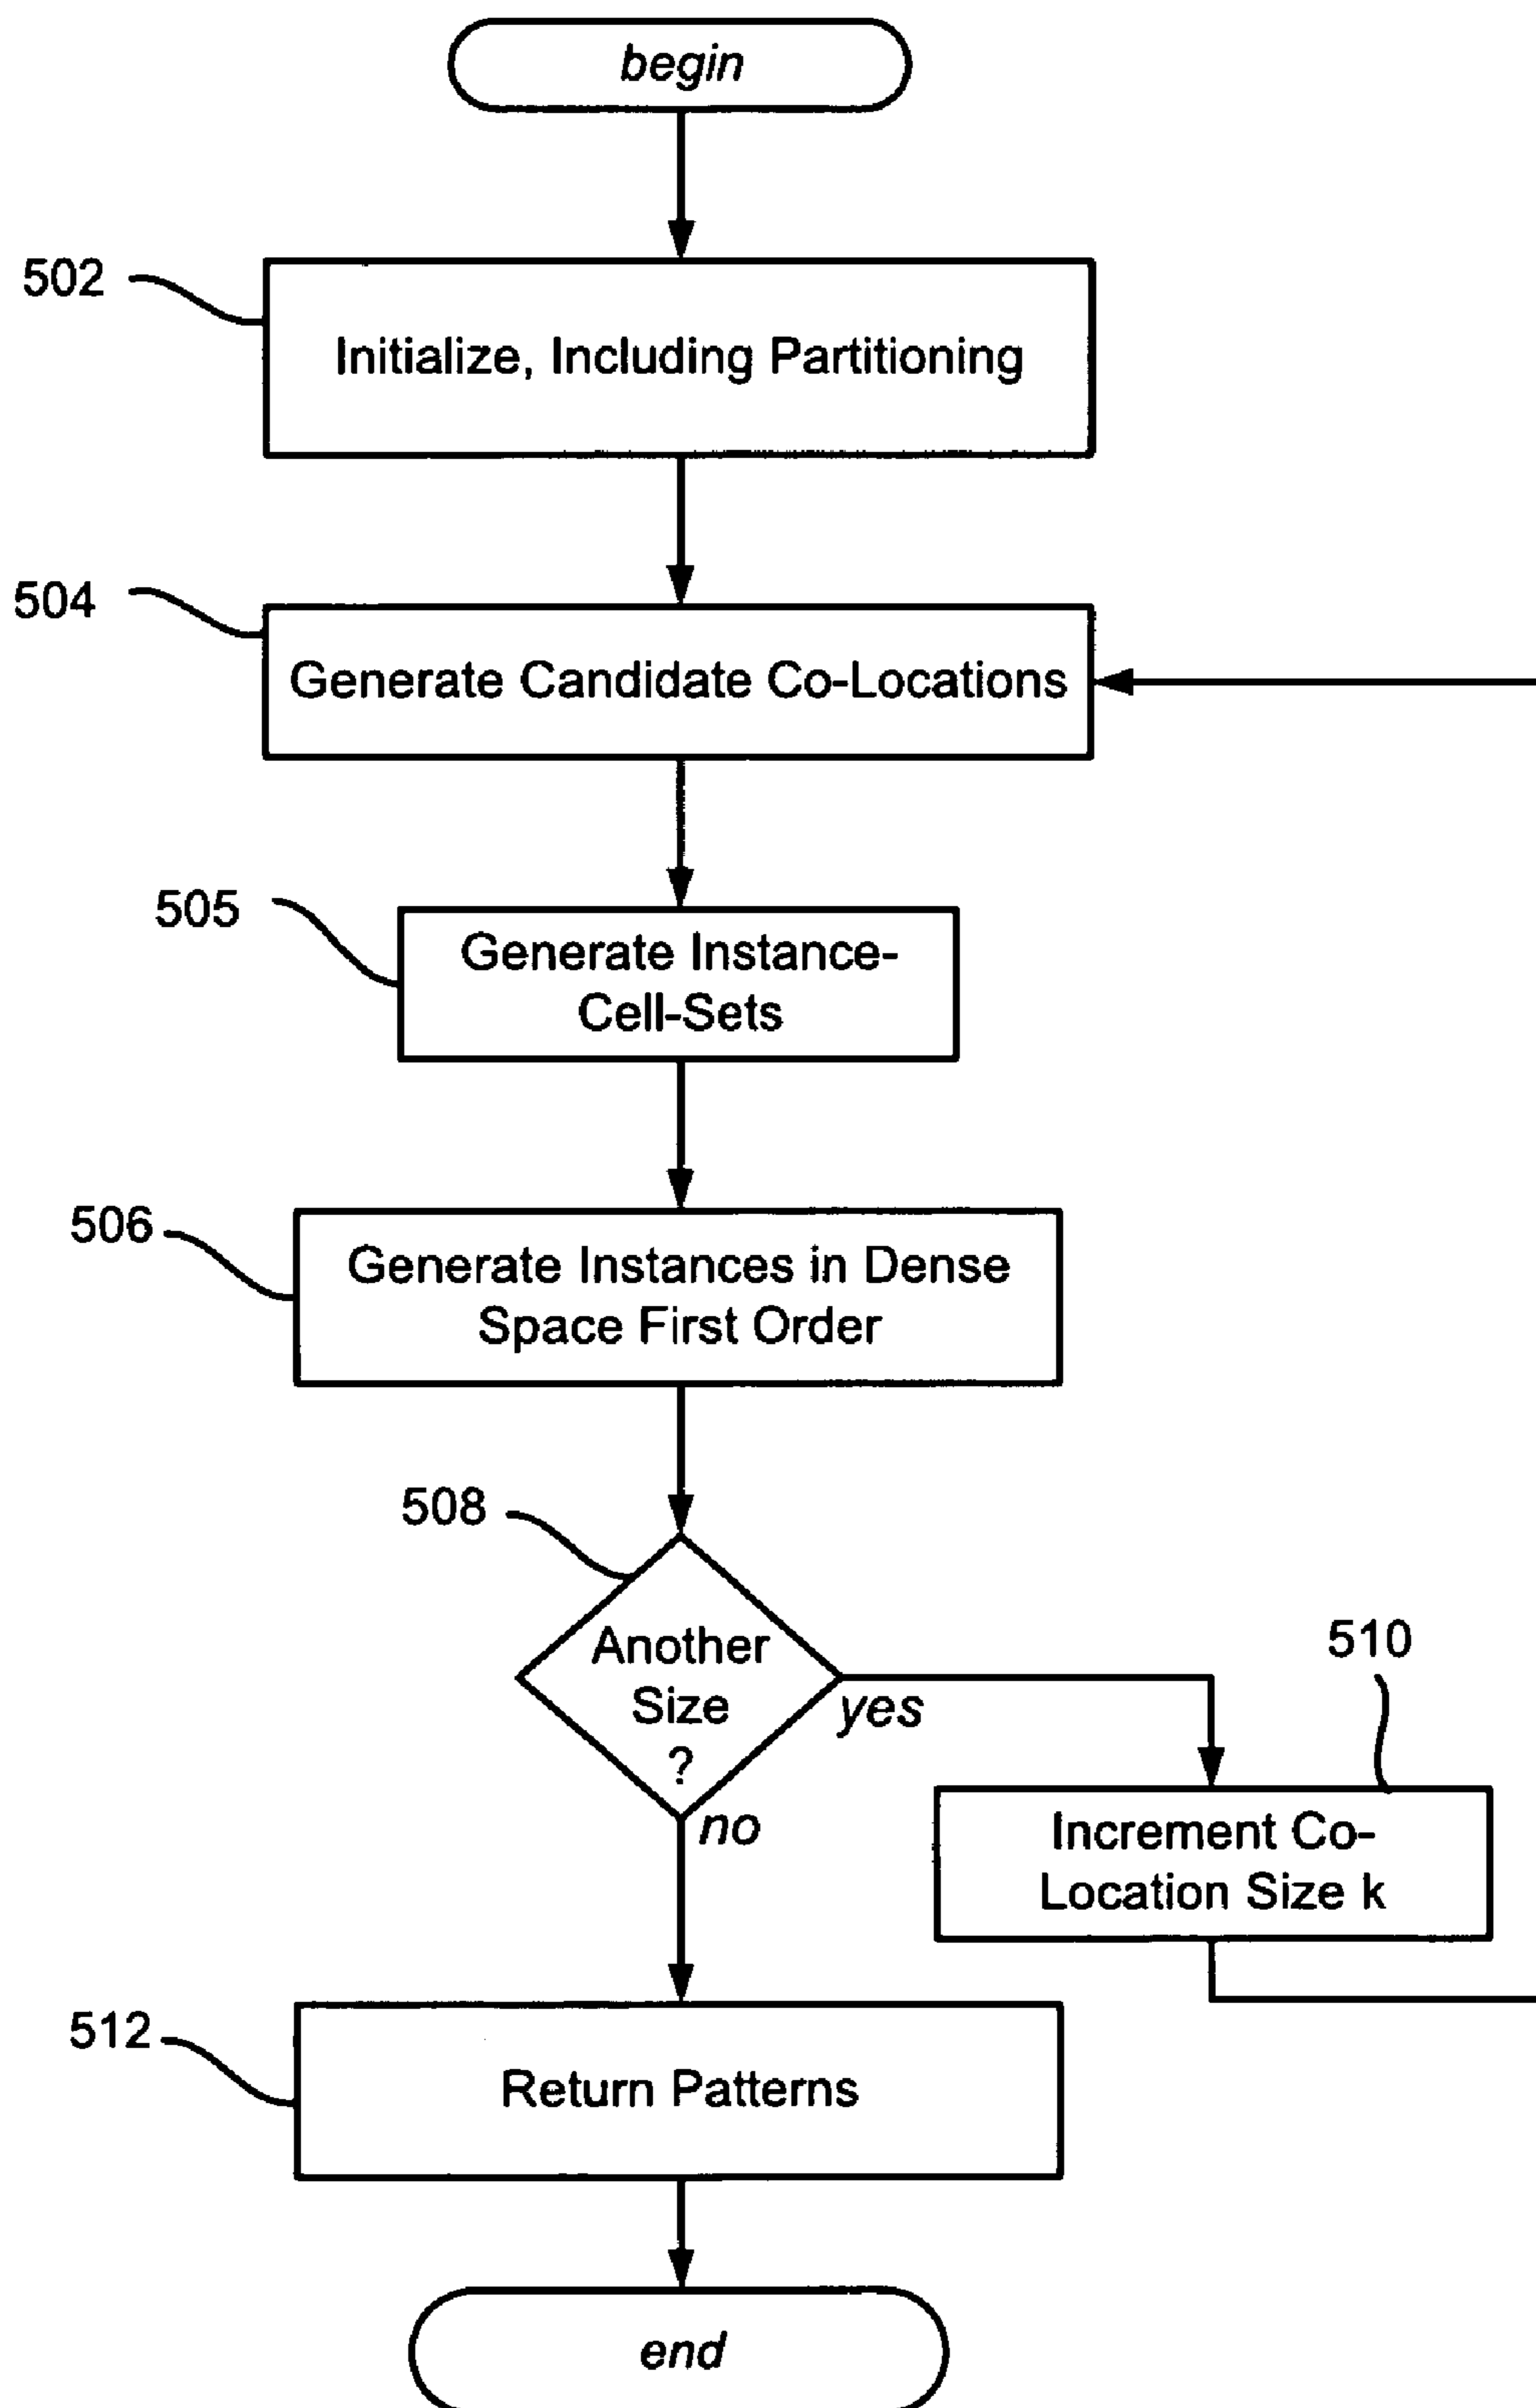 begin
502
Initialize, Including Partitioning
504
Generate Candidate Co-Locations
505
Generate Instance-
Cell-Sets
506
Generate Instances in Dense
Space First Order
508
Another
Size
?
yes
no
510
Increment Co-
Location Size k
512
Return Patterns
end